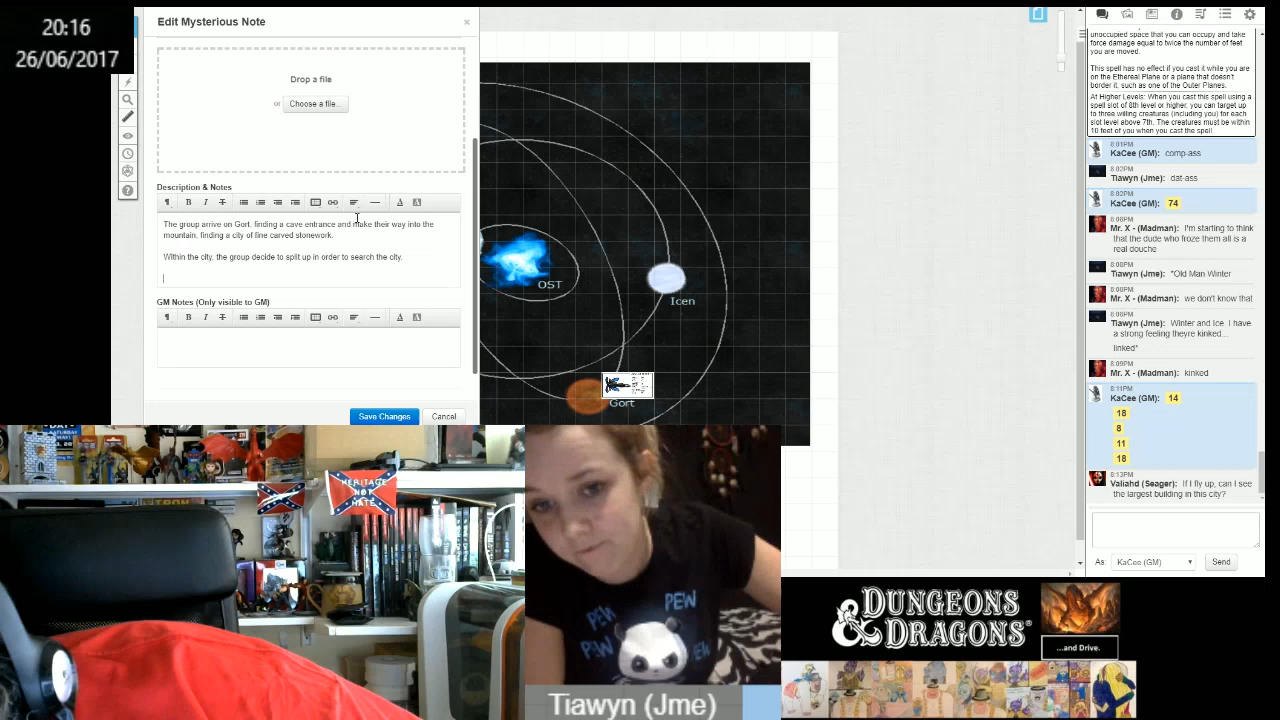 20:16
26/06/2017
Edit Mysterious Note
Drop a file
or Choose a file...
Description & Notes
The group arrive on Gort, finding a cave entrance and make their way into the
mountain, finding a city of fine carved stonework.
Within the city, the group decide to split up in order to search the city.
GM Notes (Only visible to GM)
Save Changes
Cancel
OST
Icen
Gort
unoccupied space that you can occupy and take
force damage equal to twice the number of feet
you are moved.
This spell has no effect if you cast it while you are
on the Ethereal Plane or a plane that doesn't
border it, such as one of the Outer Planes.
At Higher Levels: When you cast this spell using a
spell slot of 8th level or higher, you can target up
to three willing creatures (including you) for each
slot level above 7th. The creatures must be within
10 feet of you when you cast the spell.
8:01PM
KaCee (GM): comp-ass
8:02PM
Tiawyn (Jme): dat-ass
8:02PM
KaCee (GM): 74
8:08PM
Mr. X - (Madman): I'm starting to think
that the dude who froze them all is a
real douche
8:08PM
Tiawyn (Jme): "Old Man Winter
8:08PM
Mr. X - (Madman): we don't know that
8:08PM
Tiawyn (Jme): Winter and Ice. I have
a strong feeling theyre kinked...
linked*
8:09PM
Mr. X - (Madman): kinked
8:11PM
KaCee (GM): 14
18
8
11
18
8:13PM
Valiahd (Seager): If I fly up, can I see
the largest building in this city?
As: KaCee (GM)
Send
HERITAGE
NOT
HATE
TRON
PEW
PEW
PEW
Tiawyn (Jme)
DUNGEONS
& DRAGONS®
...and Drive.